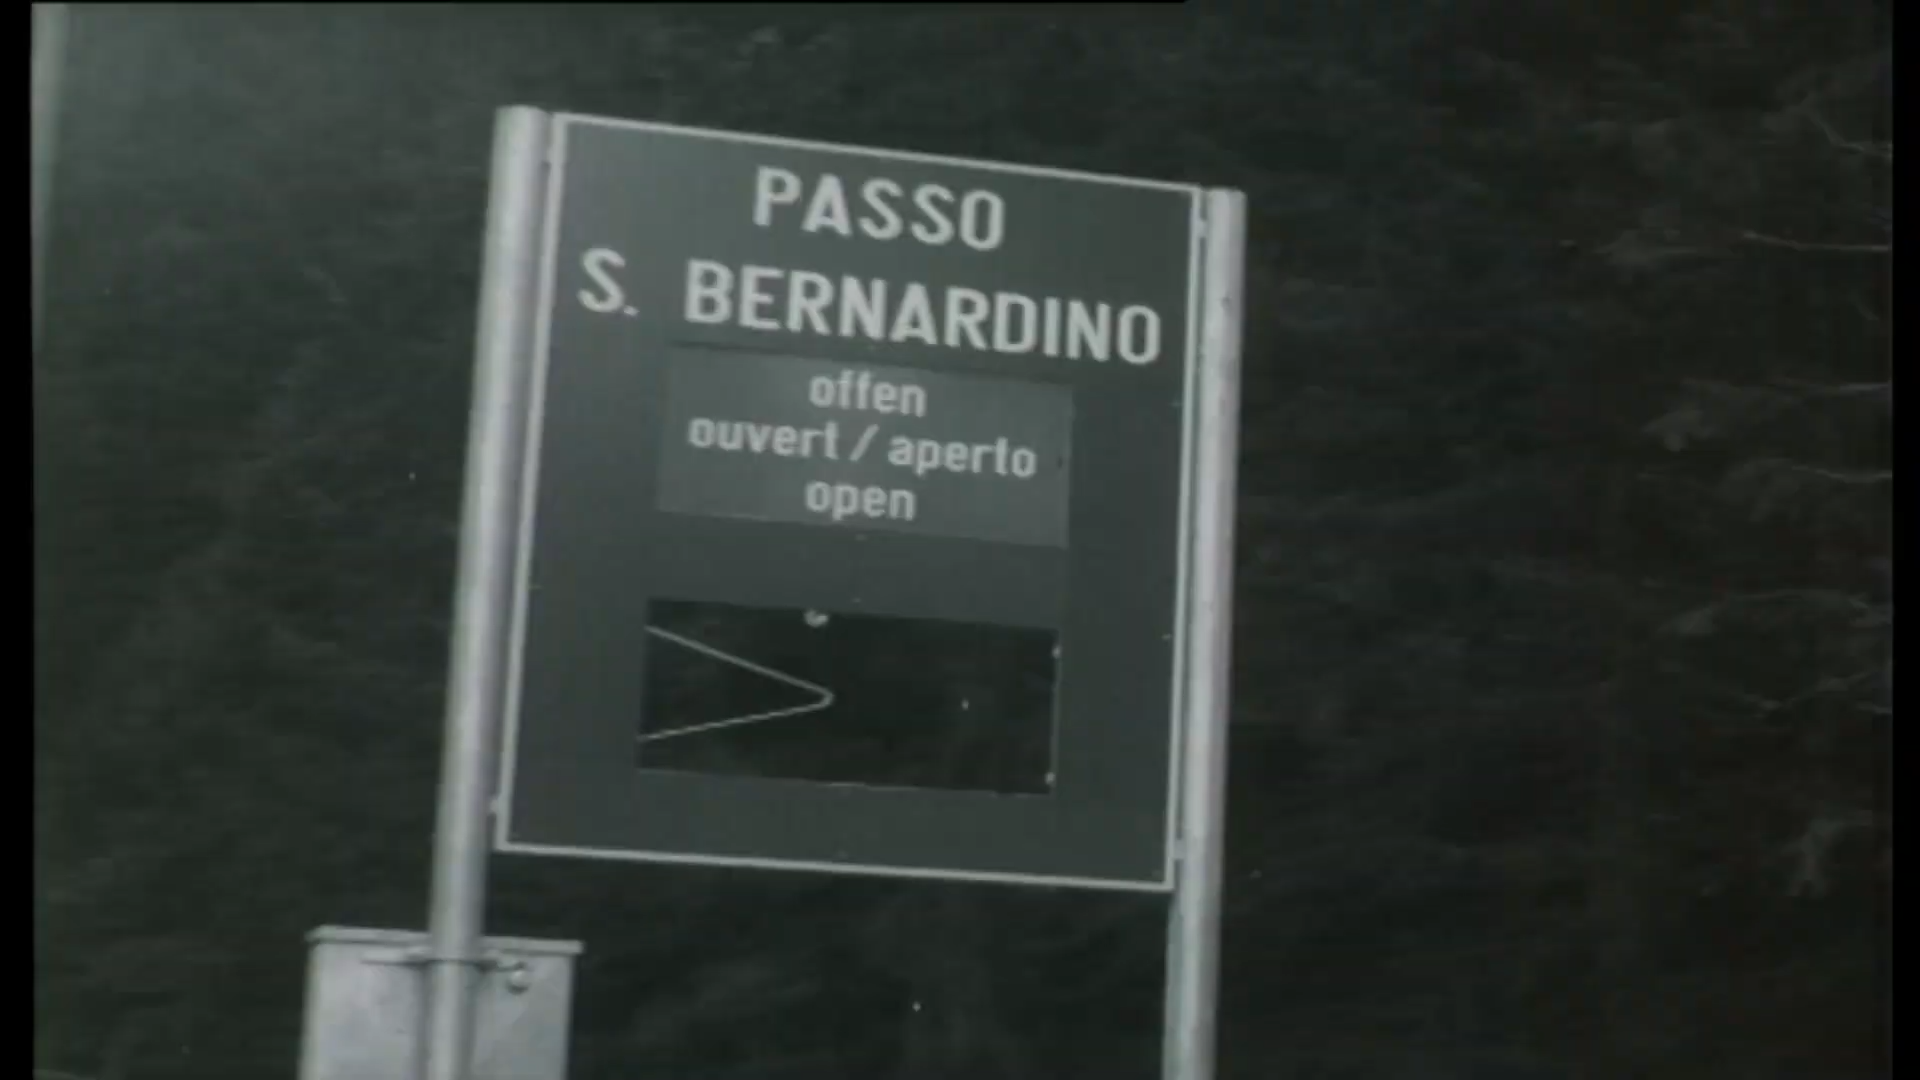 PASSO
S. BERNARDINO
offen
ouvert / aperto
open